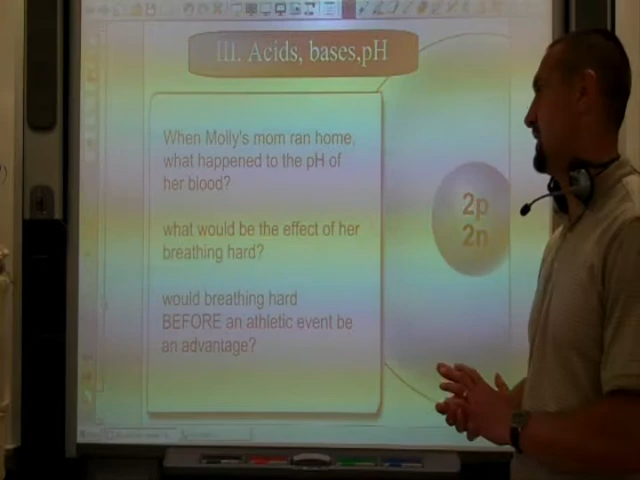 III. Acids, bases,pH
When Molly's mom ran home,
what happened to the pH of
her blood?
what would be the effect of her
breathing hard?
would breathing hard
BEFORE an athletic event be
an advantage?
2p
2n